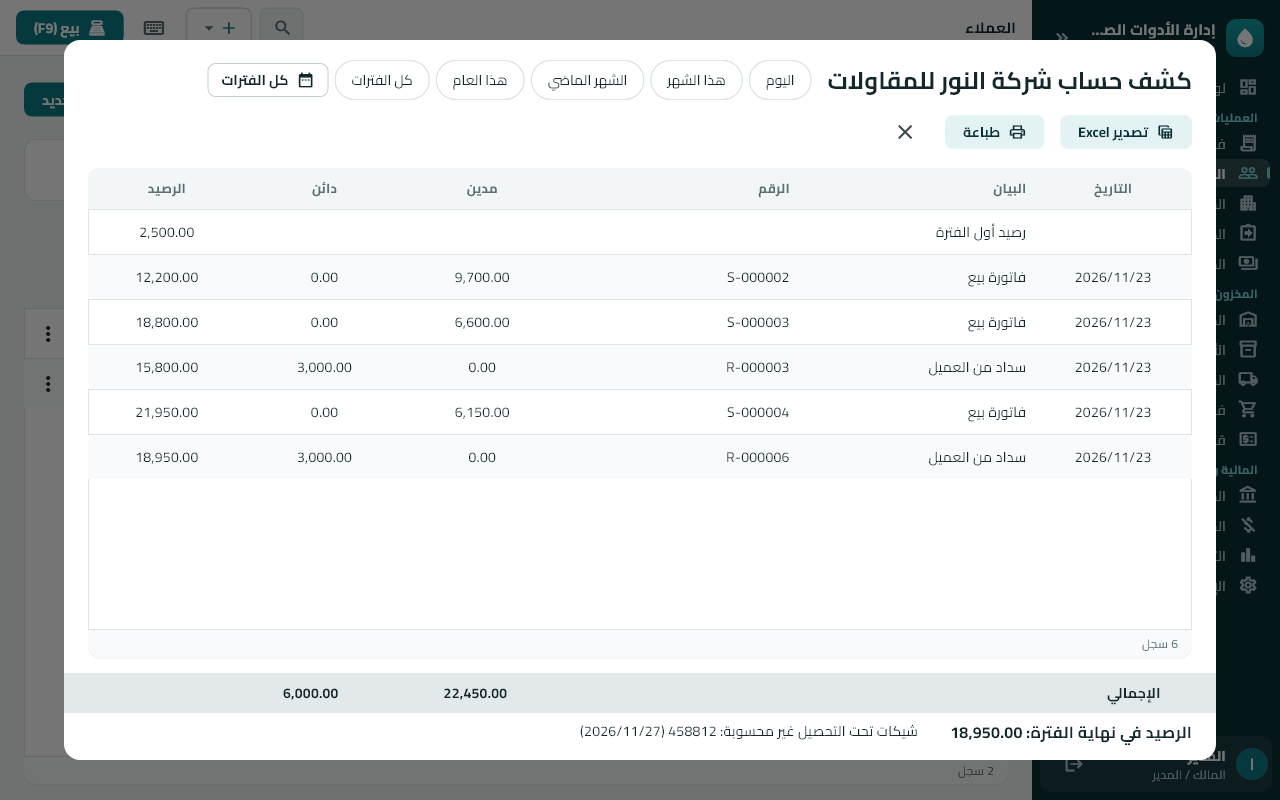 إدارة الأدوات الصـ...
العملاء
بيع (F9)
كشف حساب شركة النور للمقاولات
اليوم
هذا الشهر
الشهر الماضي
هذا العام
كل الفترات
كل الفترات
تصدير Excel
طباعة
التاريخ البيان الرقم مدين دائن الرصيد
رصيد أول الفترة 2,500.00
2026/11/23 فاتورة بيع S-000002 9,700.00 0.00 12,200.00
2026/11/23 فاتورة بيع S-000003 6,600.00 0.00 18,800.00
2026/11/23 سداد من العميل R-000003 0.00 3,000.00 15,800.00
2026/11/23 فاتورة بيع S-000004 6,150.00 0.00 21,950.00
2026/11/23 سداد من العميل R-000006 0.00 3,000.00 18,950.00
6 سجل
الإجمالي 22,450.00 6,000.00
الرصيد في نهاية الفترة: 18,950.00
شيكات تحت التحصيل غير محسوبة: 458812 (2026/11/27)
المالك / المدير
2 سجل